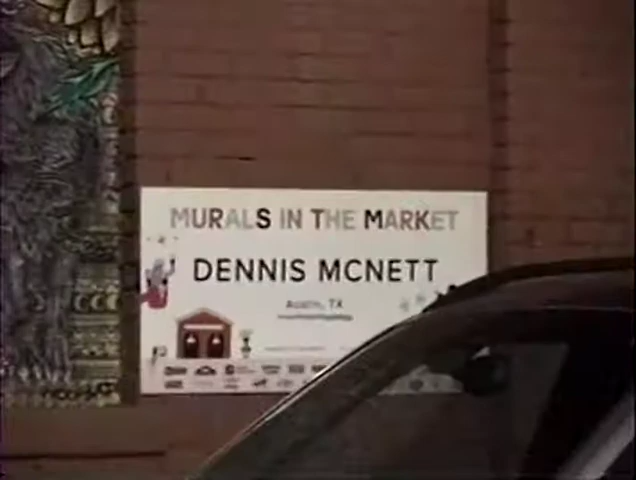 MURALS IN THE MARKET
DENNIS MCNETT
Austin, TX